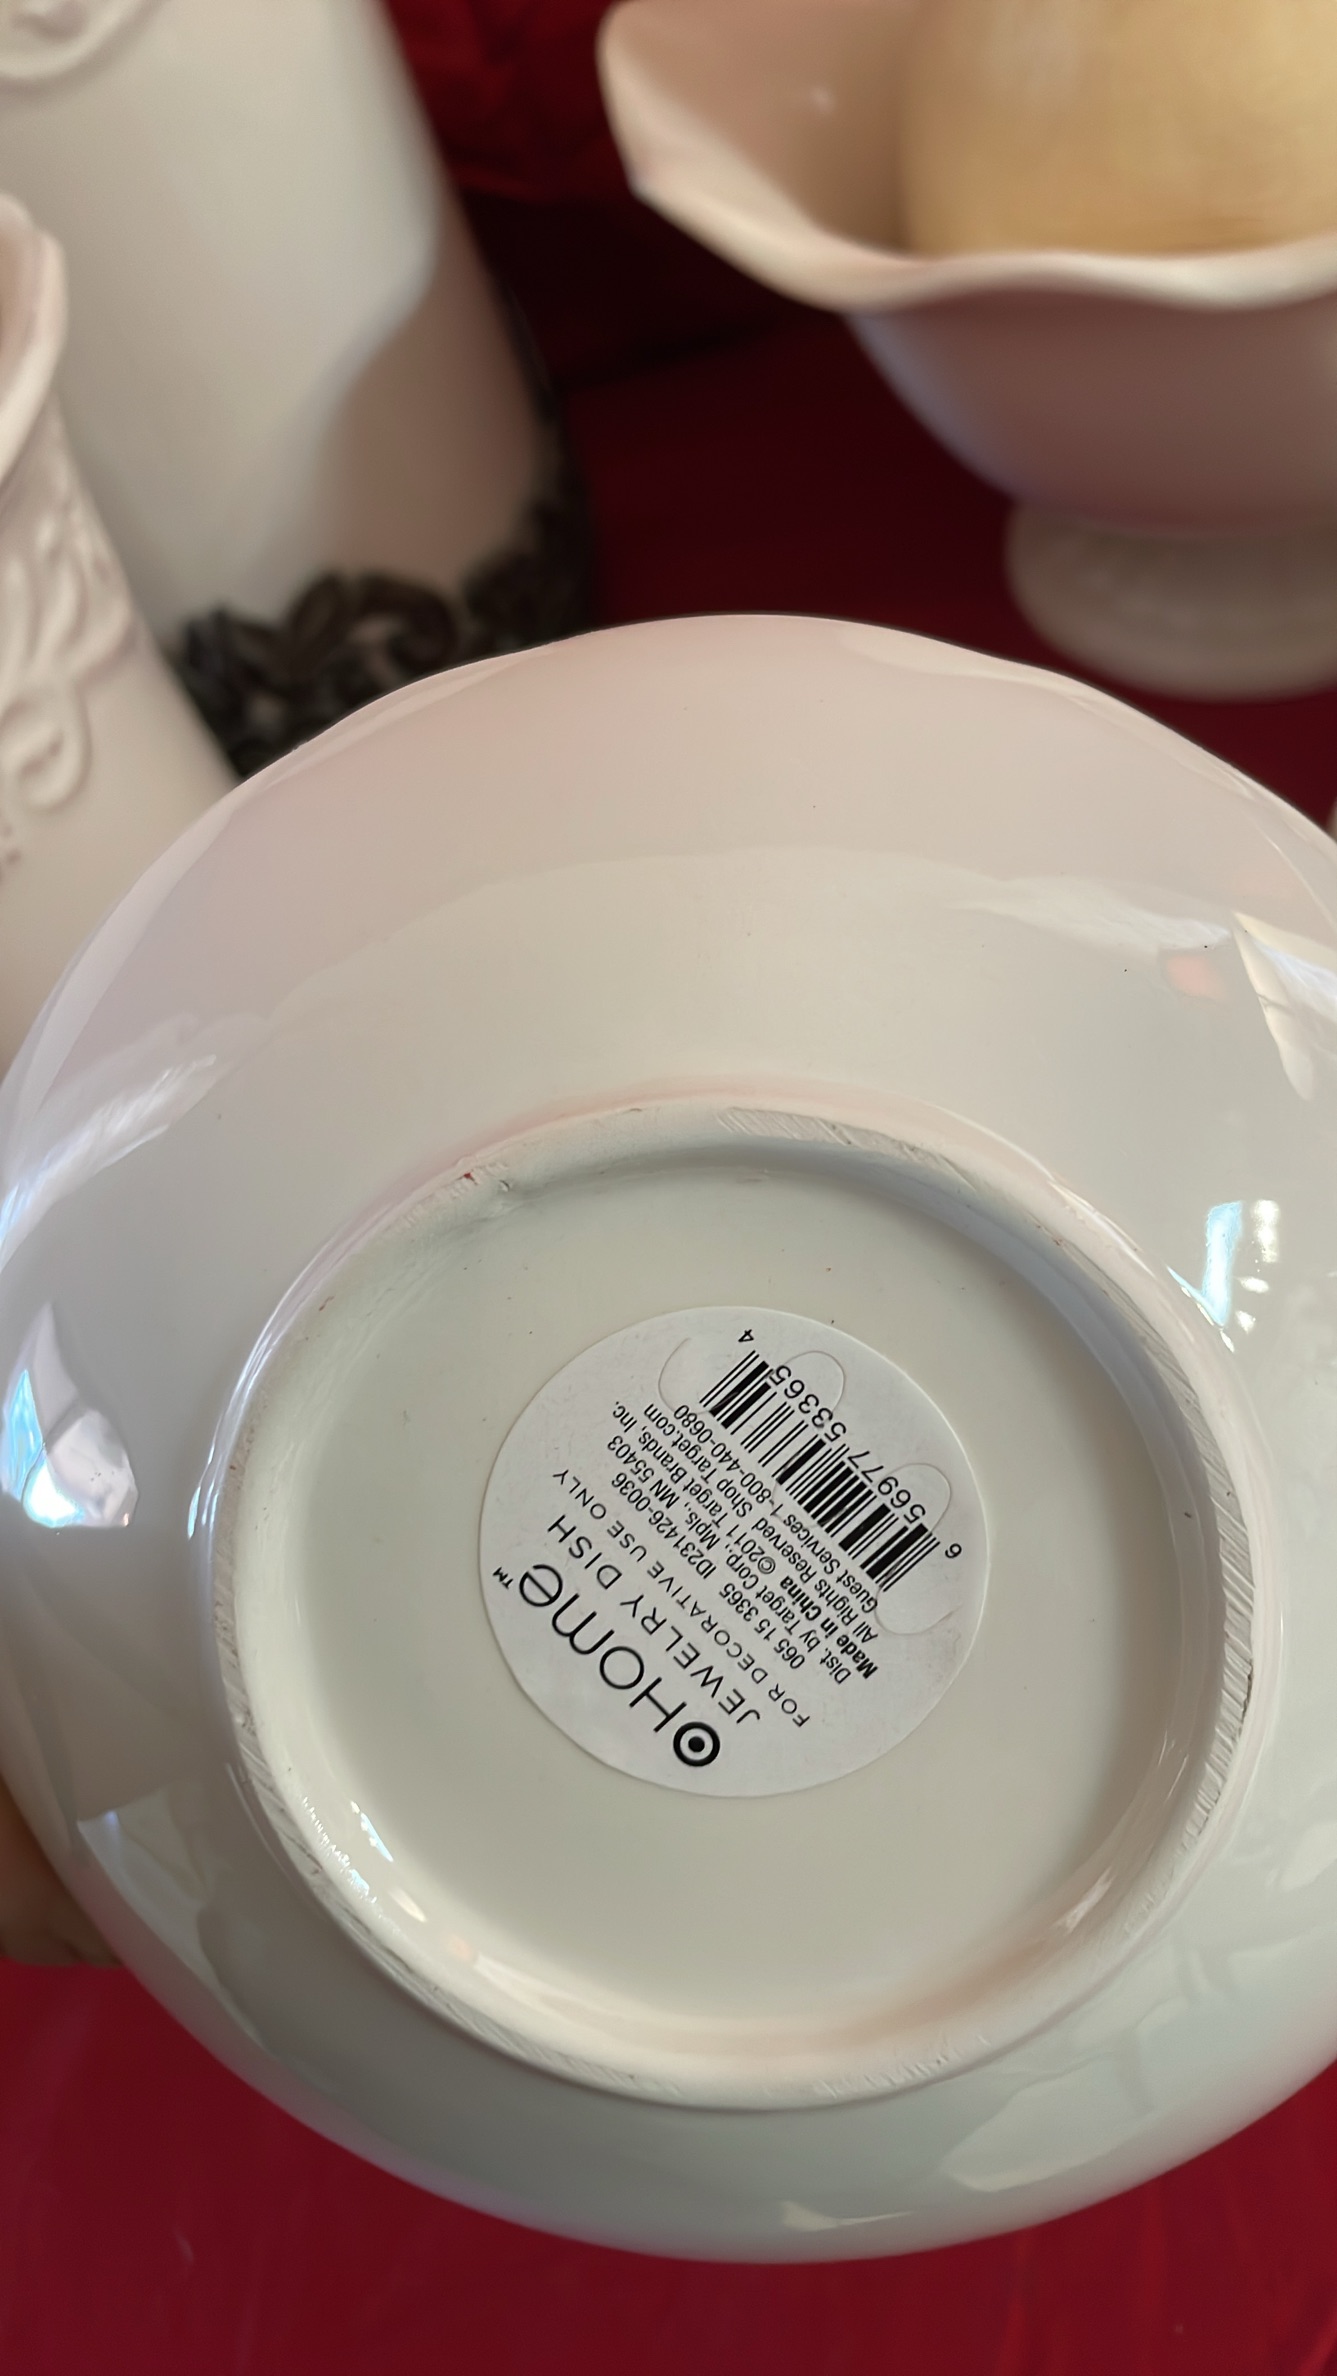 HOme™
JEWELRY DISH
FOR DECORATIVE USE ONLY
065 15 3365 ID231426-0036
Dist. by Target Corp., Mpls., MN 55403
Made in China ©2011 Target Brands, Inc.
All Rights Reserved Shop Target.com
Guest Services 1-800-440-0680
6 56977 53365 4